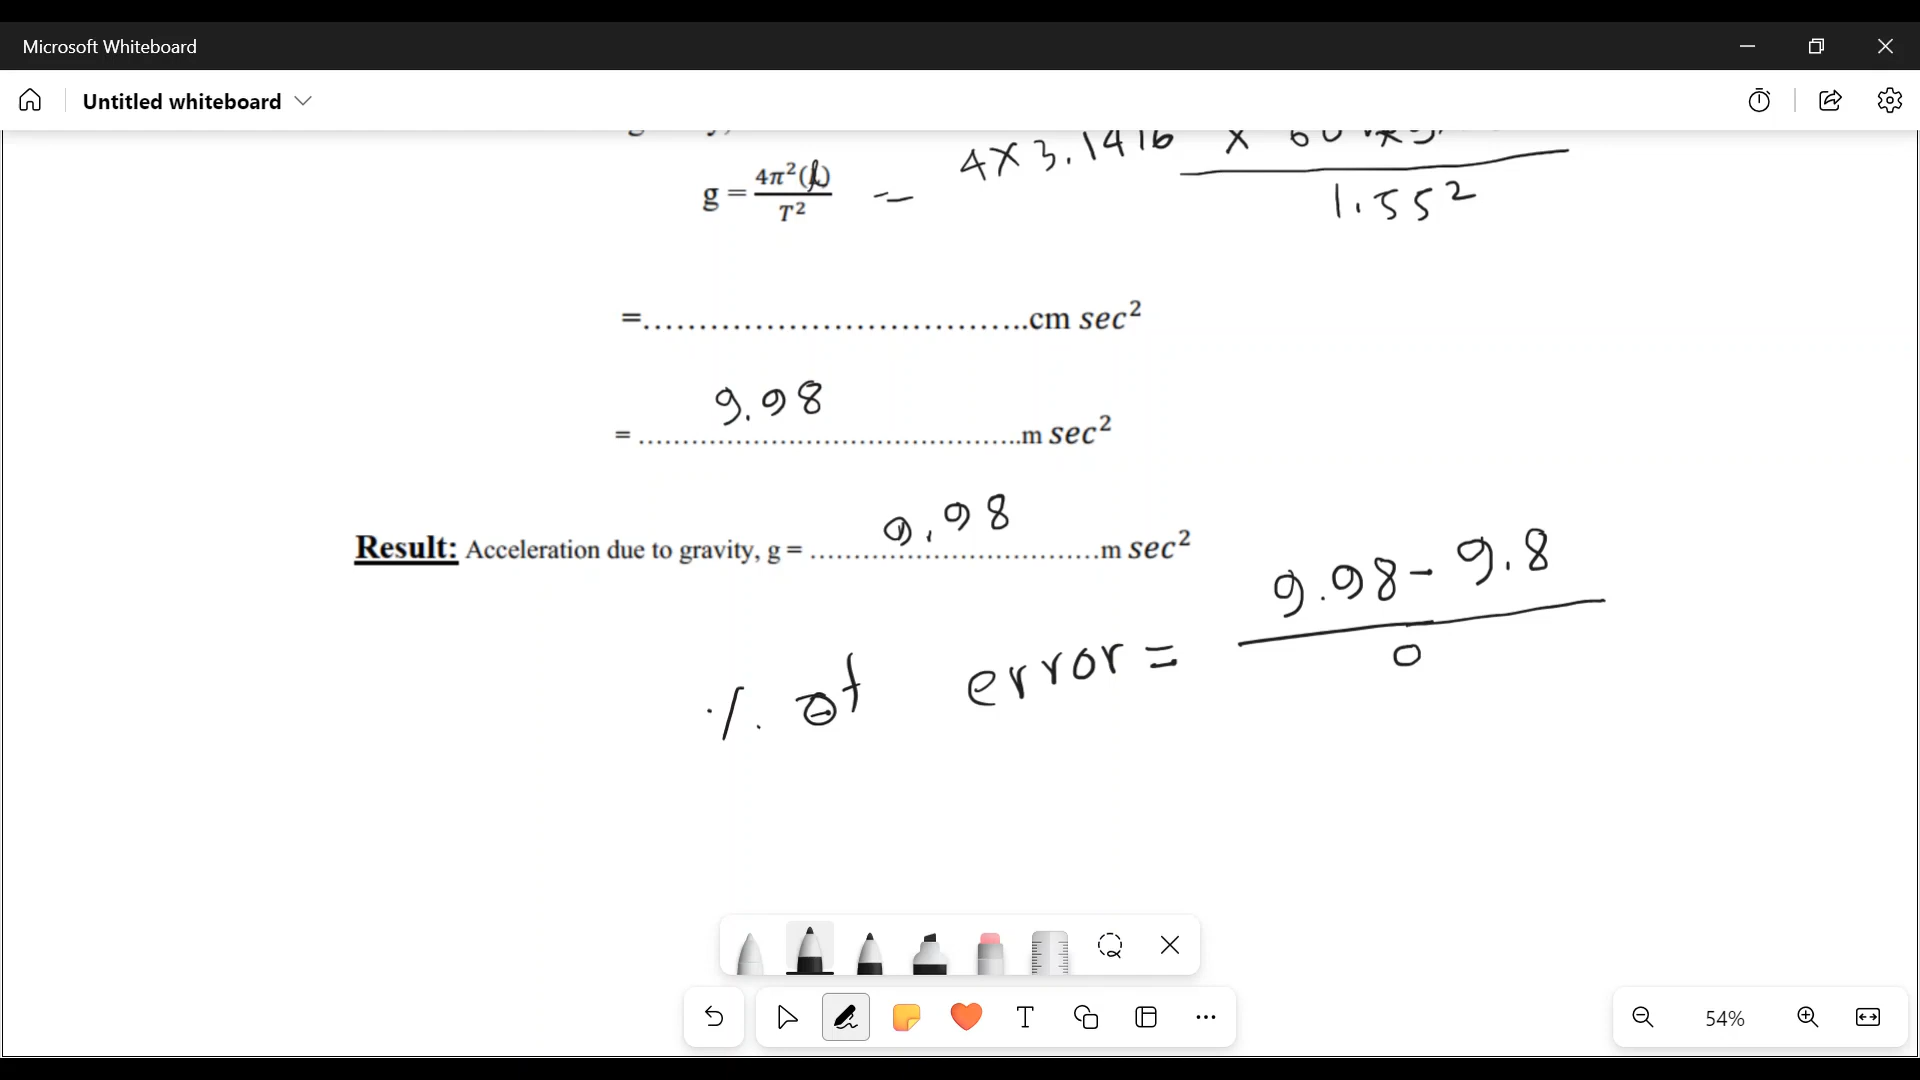 Microsoft Whiteboard
Untitled whiteboard
g = 4π²(L) / T² = 4 × 3.1416 × 60
1.55²
=.......................................cm sec²
9.98
= .......................................m sec²
Result: Acceleration due to gravity, g = 9.98 ...............................m sec²
% of error = 9.98 - 9.8
0
54%